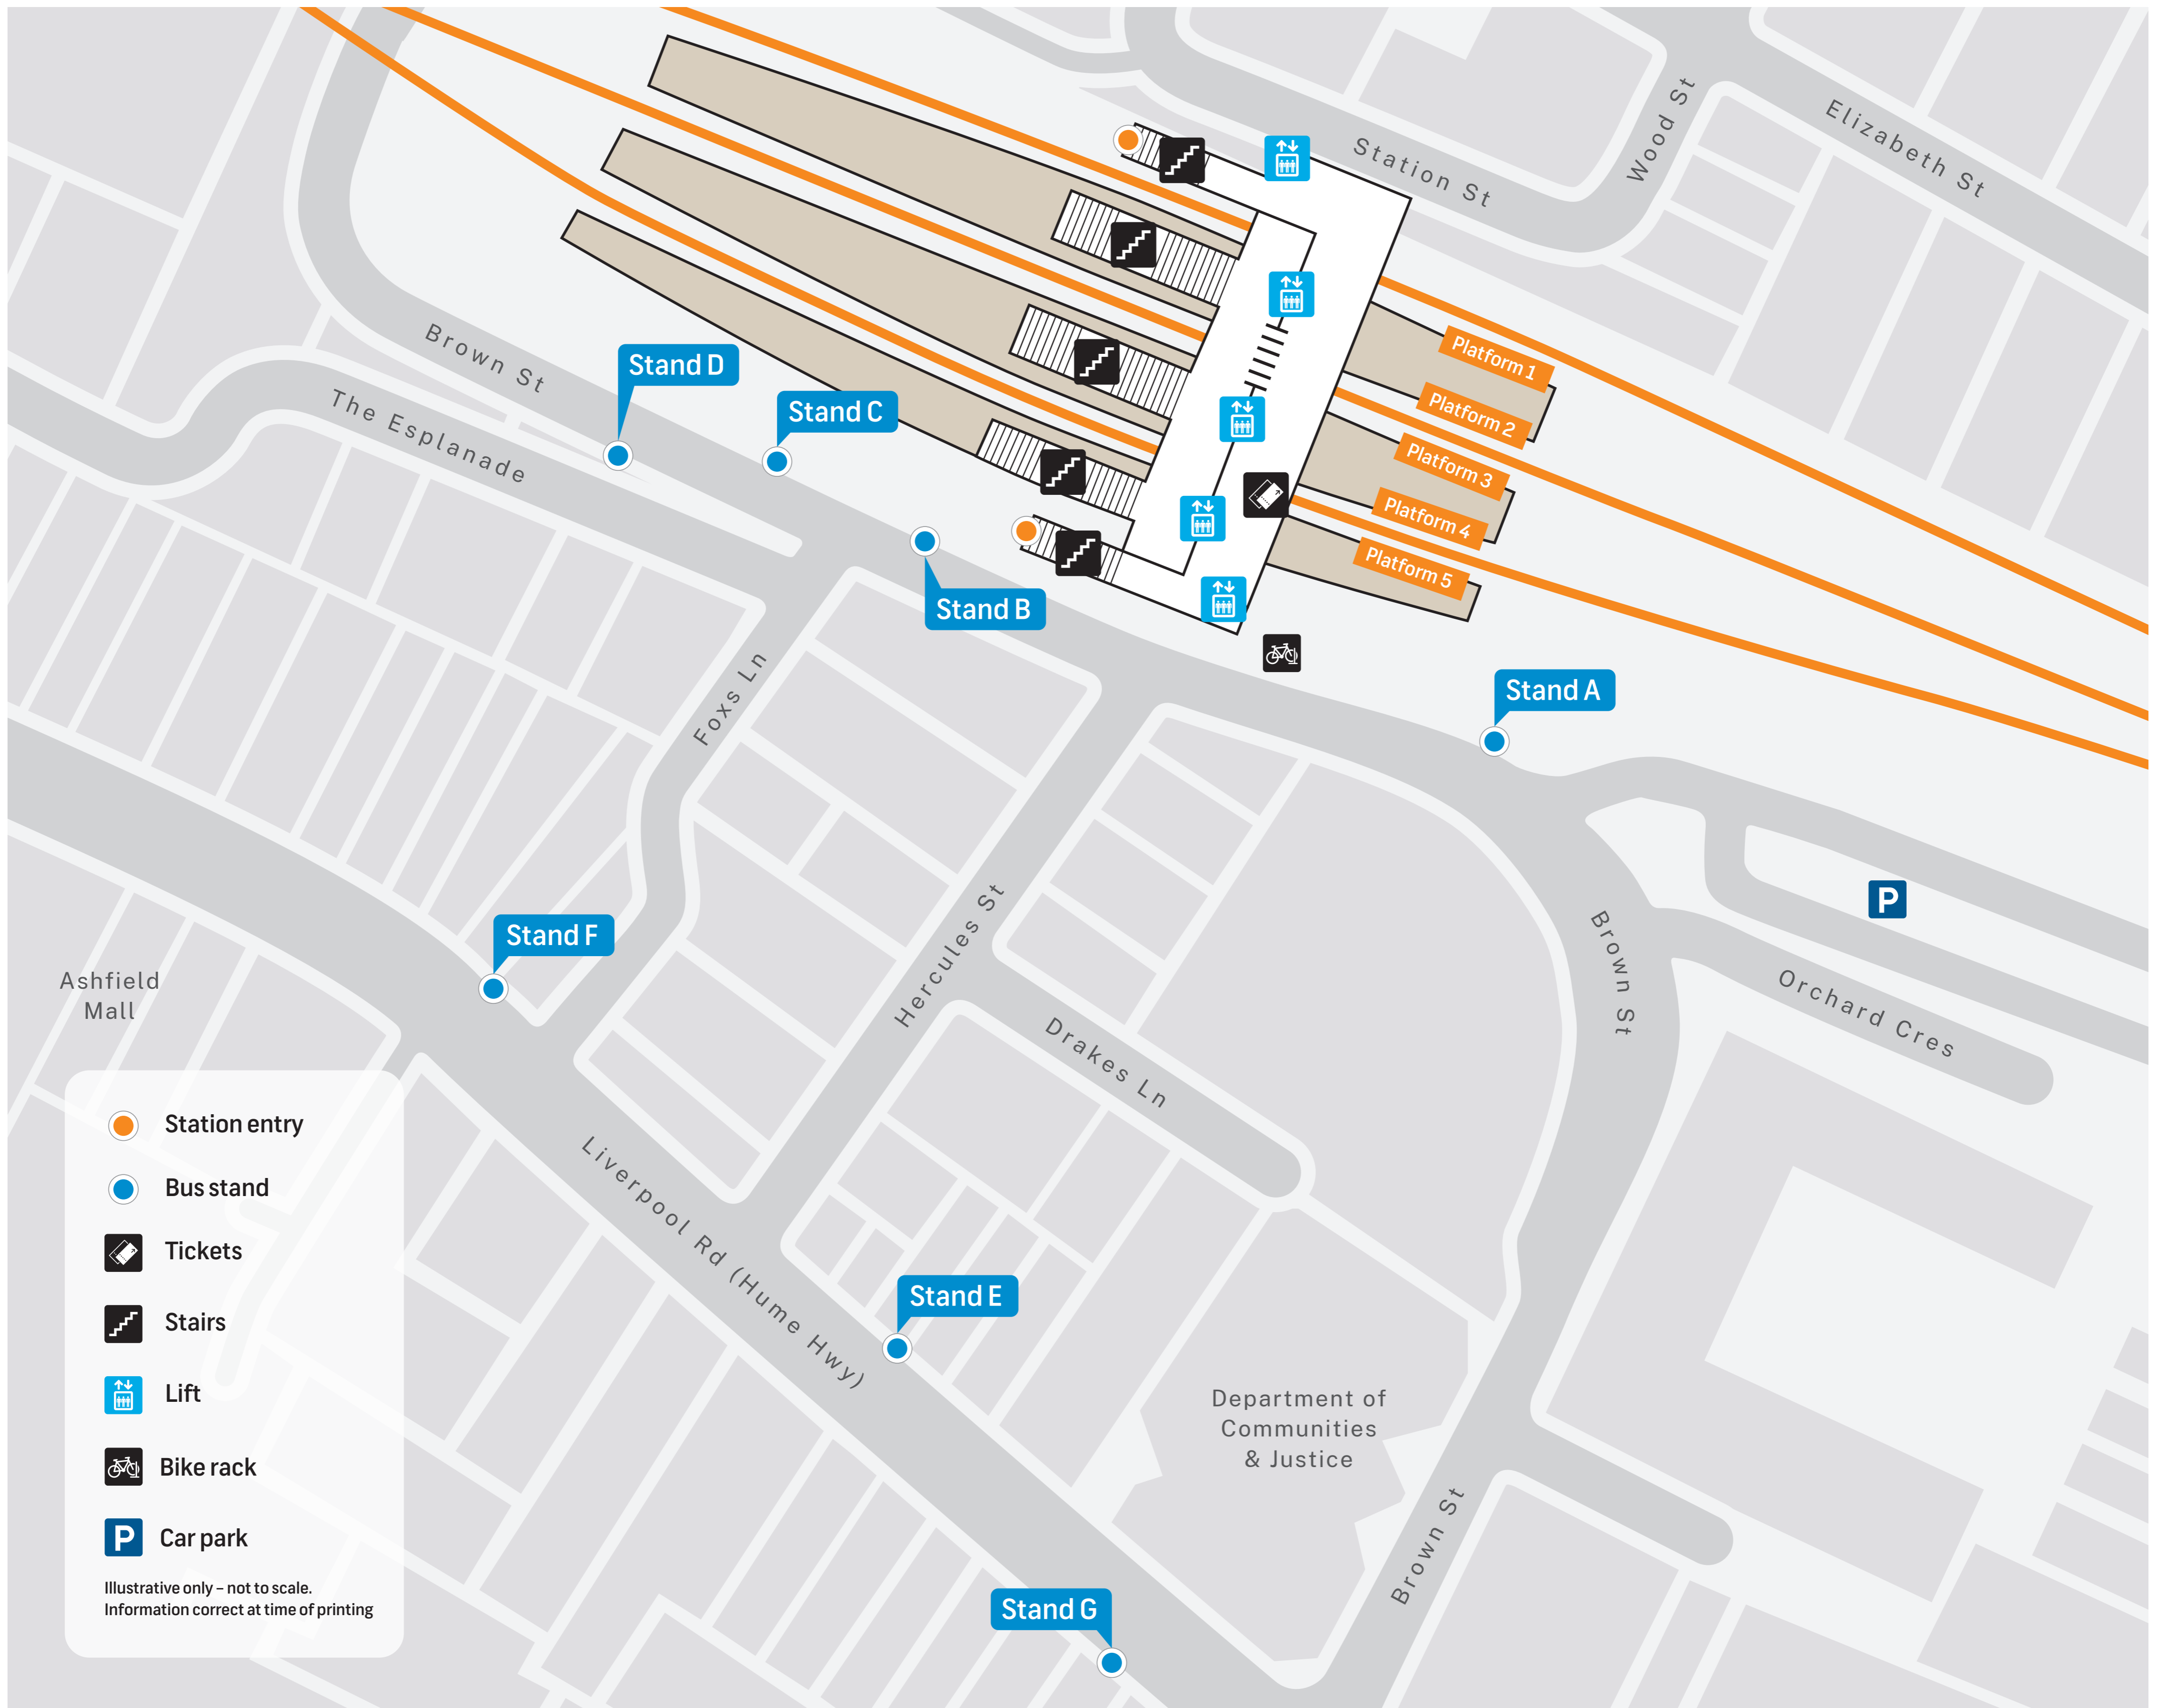 Elizabeth St
Wood St
Station St
Platform 1
Platform 2
Platform 3
Platform 4
Platform 5
Brown St
The Esplanade
Stand D
Stand C
Stand B
Stand A
Foxs Ln
Hercules St
Drakes Ln
Brown St
Orchard Cres
Stand F
Ashfield
Mall
P
Liverpool Rd (Hume Hwy)
Stand E
Department of
Communities
& Justice
Brown St
Stand G
Station entry
Bus stand
Tickets
Stairs
Lift
Bike rack
P Car park
Illustrative only – not to scale.
Information correct at time of printing